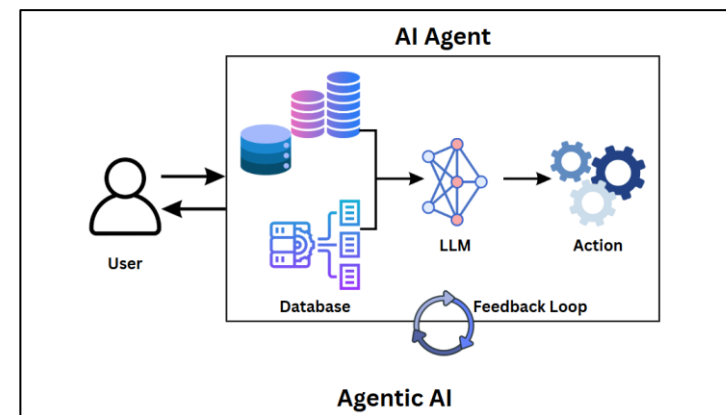 AI Agent
User
LLM
Action
Database
Feedback Loop
Agentic AI